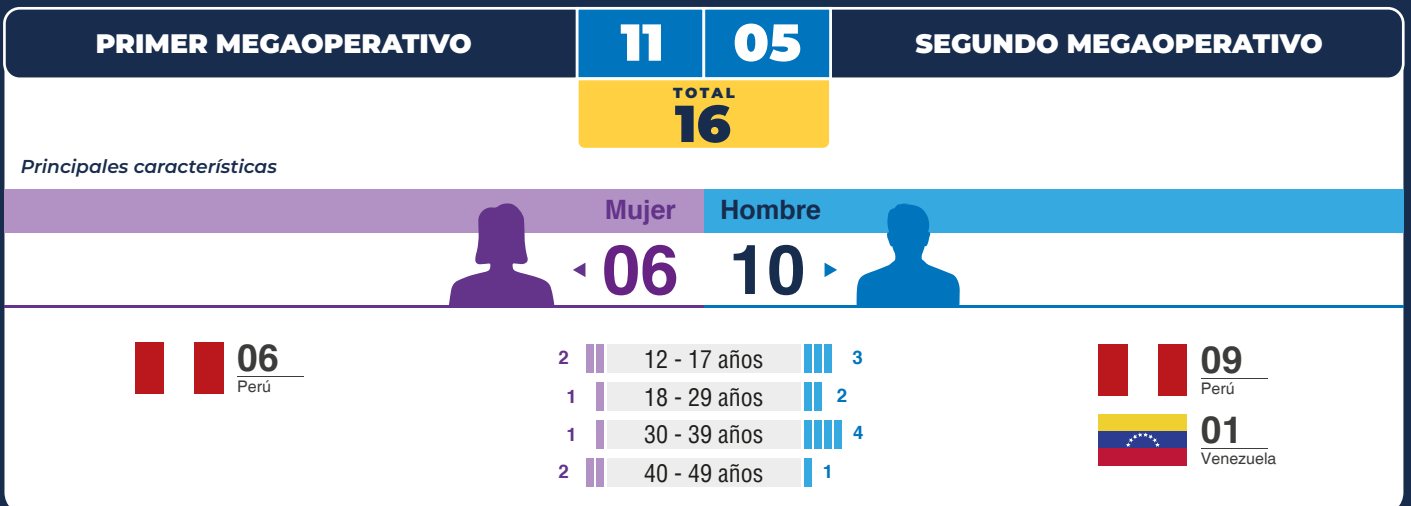 PRIMER MEGAOPERATIVO
11
05
SEGUNDO MEGAOPERATIVO
TOTAL
16
Principales características
Mujer
Hombre
06
10
06
Perú
2
12 - 17 años
3
1
18 - 29 años
2
1
30 - 39 años
4
2
40 - 49 años
1
09
Perú
01
Venezuela